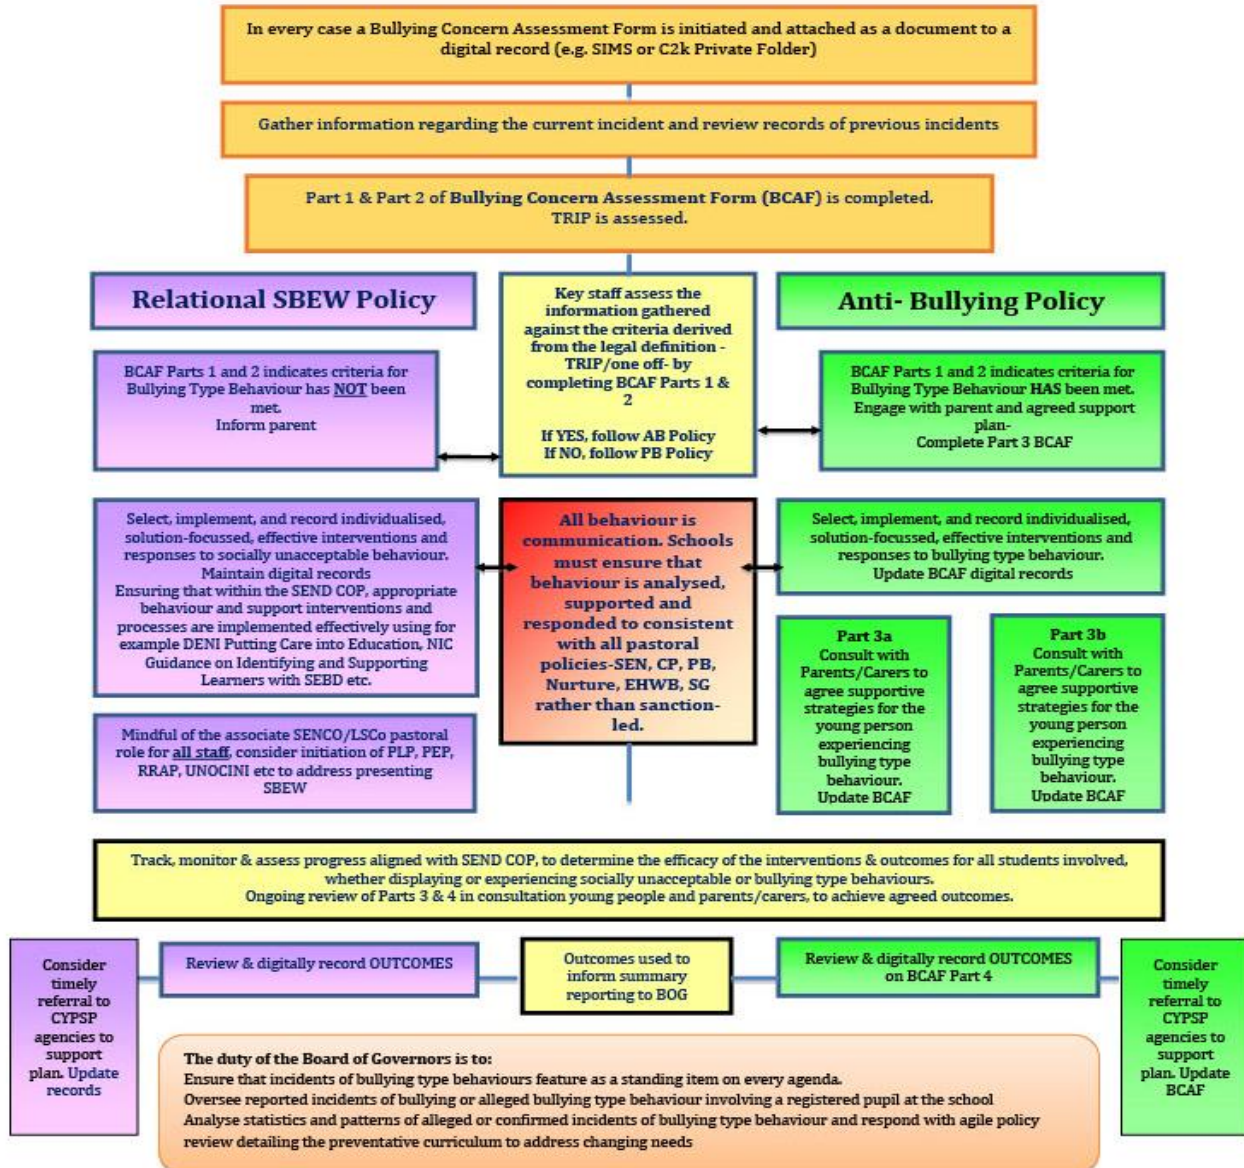 In every case a Bullying Concern Assessment Form is initiated and attached as a document to a
digital record (e.g. SIMS or C2k Private Folder)
Gather information regarding the current incident and review records of previous incidents
Part 1 & Part 2 of Bullying Concern Assessment Form (BCAF) is completed.
TRIP is assessed.
Relational SBEW Policy
Key staff assess the
information gathered
against the criteria derived
from the legal definition -
TRIP/one off- by
completing BCAF Parts 1 &
2
If YES, follow AB Policy
If NO, follow PB Policy
Anti- Bullying Policy
BCAF Parts 1 and 2 indicates criteria for
Bullying Type Behaviour has NOT been
met.
Inform parent
BCAF Parts 1 and 2 indicates criteria for
Bullying Type Behaviour HAS been met.
Engage with parent and agreed support
plan-
Complete Part 3 BCAF
Select, implement, and record individualised,
solution-focussed, effective interventions and
responses to socially unacceptable behaviour.
Maintain digital records
Ensuring that within the SEND COP, appropriate
behaviour and support interventions and
processes are implemented effectively using for
example DENI Putting Care into Education, NIC
Guidance on Identifying and Supporting
Learners with SEBD etc.
All behaviour is
communication. Schools
must ensure that
behaviour is analysed,
supported and
responded to consistent
with all pastoral
policies-SEN, CP, PB,
Nurture, EHWB, SG
rather than sanction-
led.
Select, implement, and record individualised,
solution-focussed, effective interventions and
responses to bullying type behaviour.
Update BCAF digital records
Mindful of the associate SENCO/LSCo pastoral
role for all staff, consider initiation of PLP, PEP,
RRAP, UNOCINI etc to address presenting
SBEW
Part 3a
Consult with
Parents/Carers to
agree supportive
strategies for the
young person
experiencing
bullying type
behaviour.
Update BCAF
Part 3b
Consult with
Parents/Carers to
agree supportive
strategies for the
young person
experiencing
bullying type
behaviour.
Update BCAF
Track, monitor & assess progress aligned with SEND COP, to determine the efficacy of the interventions & outcomes for all students involved,
whether displaying or experiencing socially unacceptable or bullying type behaviours.
Ongoing review of Parts 3 & 4 in consultation young people and parents/carers, to achieve agreed outcomes.
Consider
timely
referral to
CYPSP
agencies to
support
plan. Update
records
Review & digitally record OUTCOMES
Outcomes used to
inform summary
reporting to BOG
Review & digitally record OUTCOMES
on BCAF Part 4
Consider
timely
referral to
CYPSP
agencies to
support
plan. Update
BCAF
The duty of the Board of Governors is to:
Ensure that incidents of bullying type behaviours feature as a standing item on every agenda.
Oversee reported incidents of bullying or alleged bullying type behaviour involving a registered pupil at the school
Analyse statistics and patterns of alleged or confirmed incidents of bullying type behaviour and respond with agile policy
review detailing the preventative curriculum to address changing needs